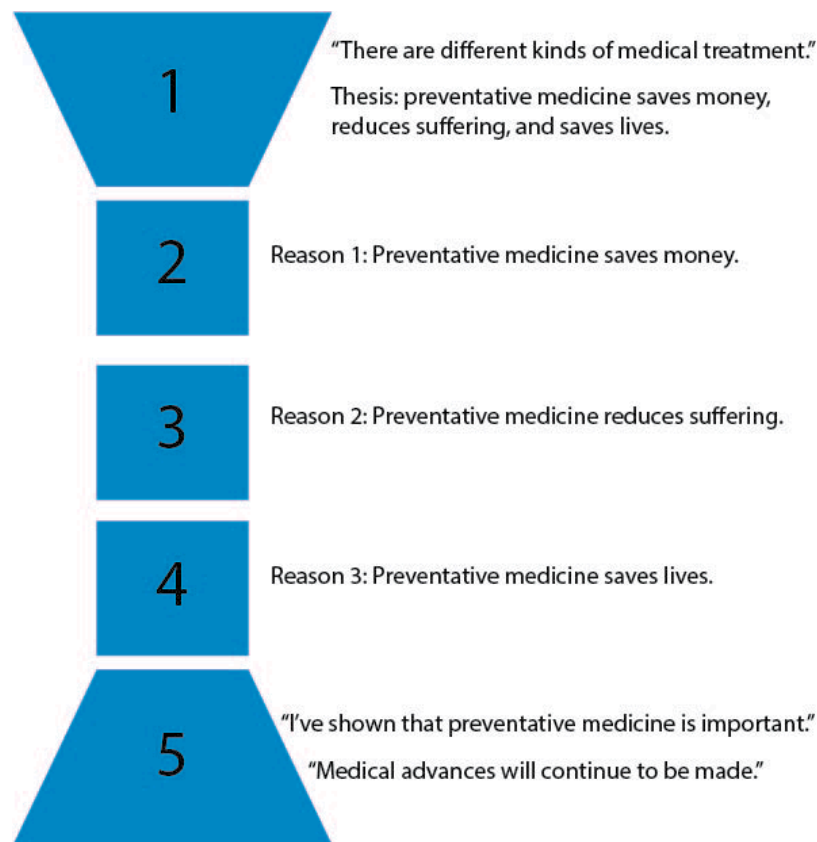 1
“There are different kinds of medical treatment.”
Thesis: preventative medicine saves money,
reduces suffering, and saves lives.
2
Reason 1: Preventative medicine saves money.
3
Reason 2: Preventative medicine reduces suffering.
4
Reason 3: Preventative medicine saves lives.
5
“I’ve shown that preventative medicine is important.”
“Medical advances will continue to be made.”